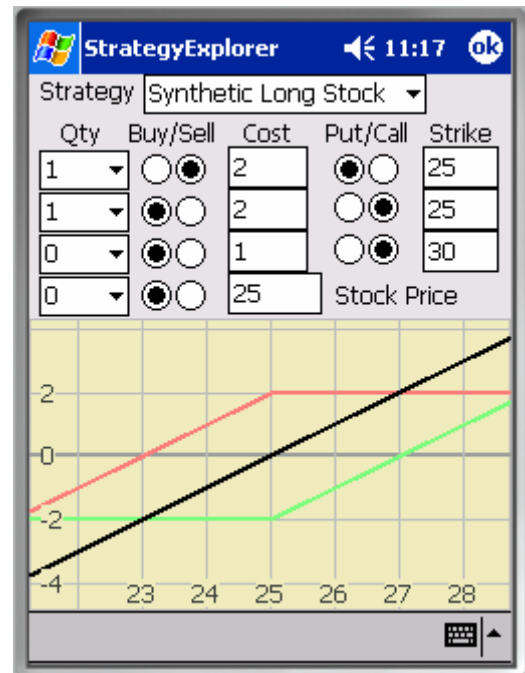 StrategyExplorer 11:17 ok
Strategy Synthetic Long Stock
Qty Buy/Sell Cost Put/Call Strike
1 2 25
1 2 25
0 1 30
0 25 Stock Price
2
0
-2
-4
23 24 25 26 27 28